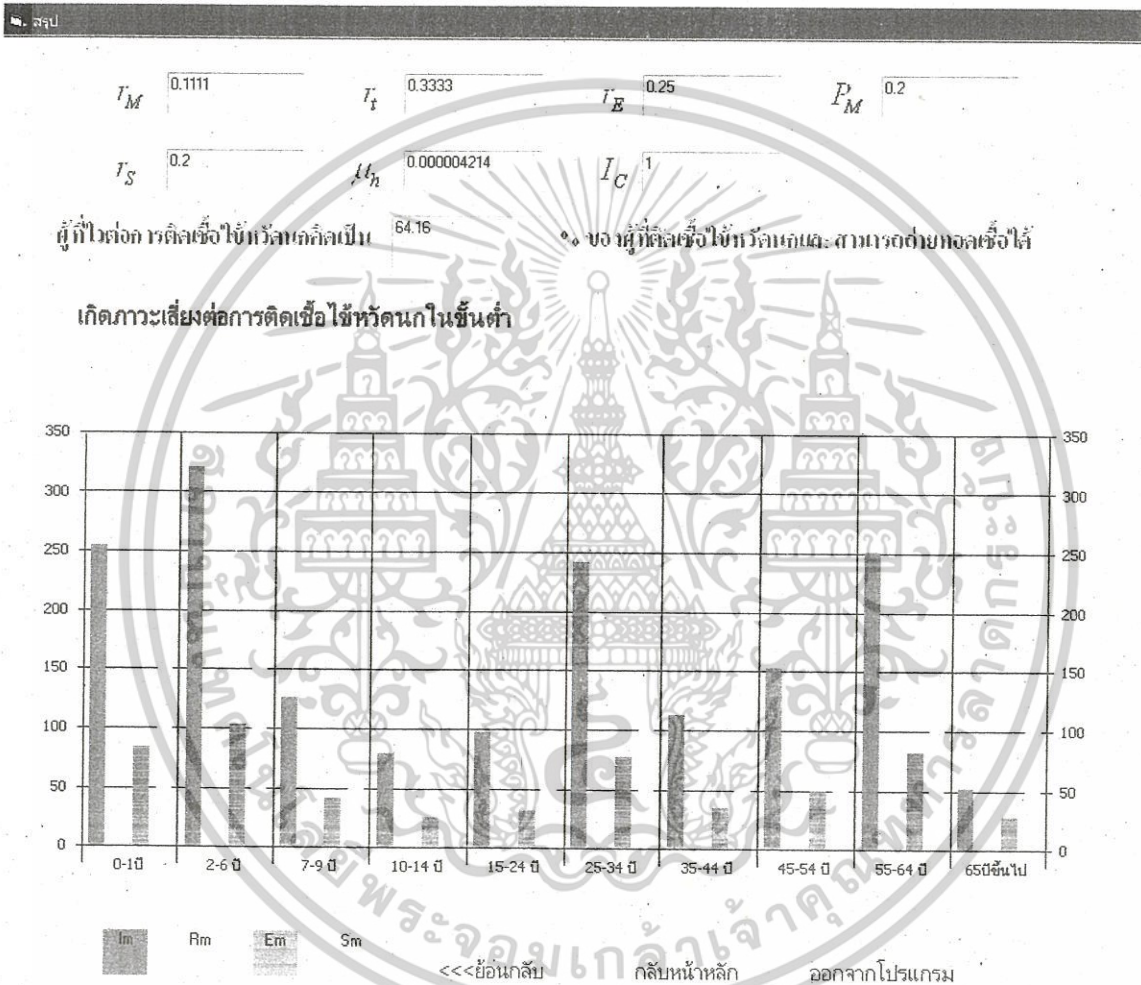 สรุป
r_M 0.1111 r_t 0.3333 r_E 0.25 P_M 0.2
r_S 0.2 μ_h 0.000004214 I_C 1
ผู้ที่ไวต่อการติดเชื้อไข้หวัดนกคิดเป็น 64.16 % ของผู้ที่ติดเชื้อไข้หวัดนกและสามารถถ่ายทอดเชื้อได้
เกิดภาวะเสี่ยงต่อการติดเชื้อไข้หวัดนกในขั้นต่ำ
350 350
300 300
250 250
200 200
150 150
100 100
50 50
0 0
0-1ปี 2-6 ปี 7-9 ปี 10-14 ปี 15-24 ปี 25-34 ปี 35-44 ปี 45-54 ปี 55-64 ปี 65ปีขึ้นไป
Im Rm Em Sm
<<<ย้อนกลับ กลับหน้าหลัก ออกจากโปรแกรม